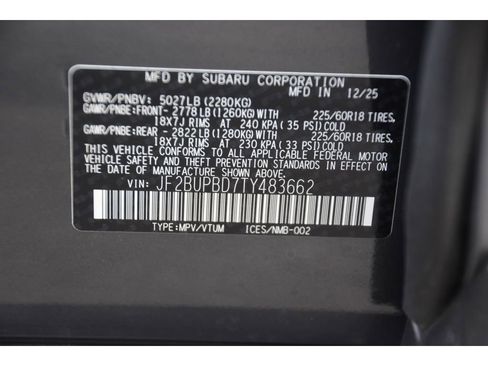 MFD BY SUBARU CORPORATION
MFD IN 12/25
GVWR/PNBV: 5027LB (2280KG)
GAWR/PNBE:FRONT- 2778LB (1260KG)WITH 225/60R18 TIRES,
18X7J RIMS AT 240 KPA (35 PSI) COLD
GAWR/PNBE:REAR - 2822LB (1280KG)WITH 225/60R18 TIRES,
18X7J RIMS AT 230 KPA (33 PSI) COLD
THIS VEHICLE CONFORMS TO ALL APPLICABLE FEDERAL MOTOR
VEHICLE SAFETY AND THEFT PREVENTION STANDARDS IN EFFECT ON
THE DATE OF MANUFACTURE SHOWN ABOVE.
VIN: JF2BUPBD7TY483662
TYPE:MPV/VTUM ICES/NMB-002